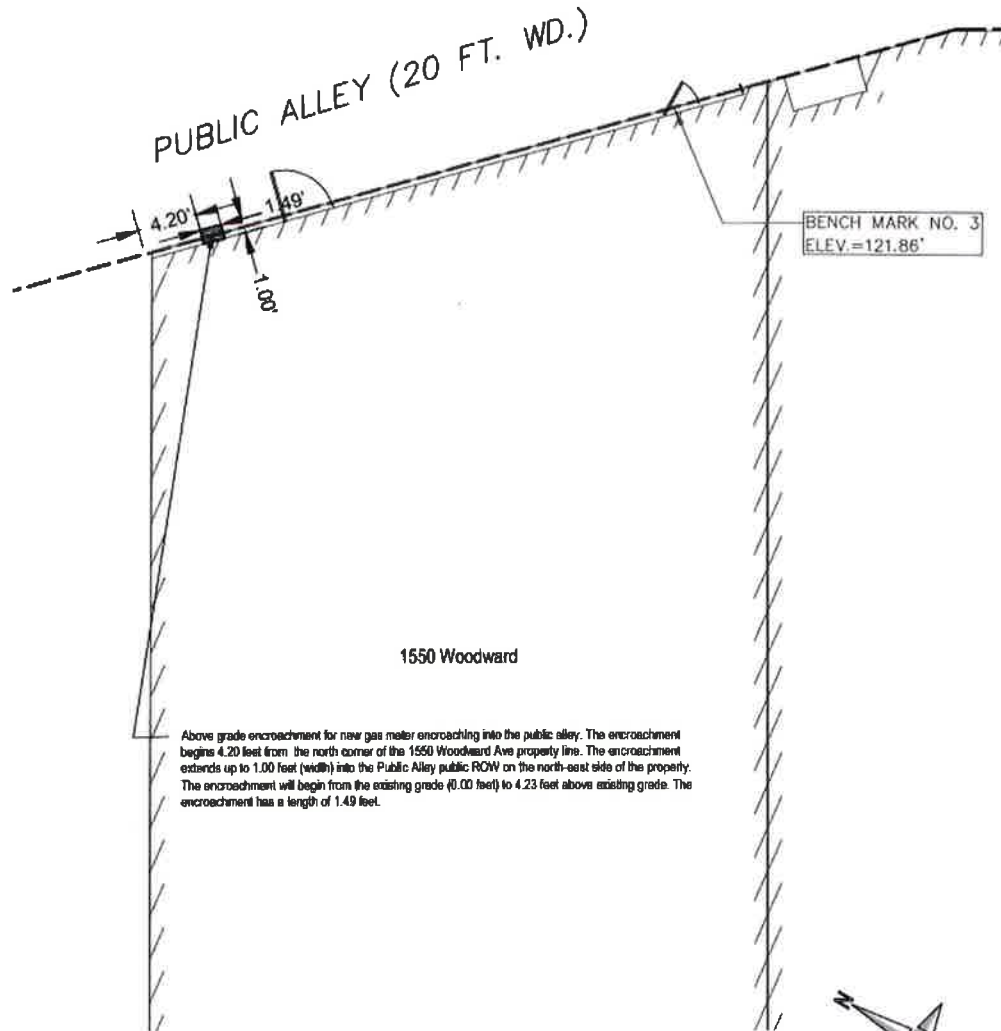 PUBLIC ALLEY (20 FT. WD.)
4.20'
1.49'
1.00'
BENCH MARK NO. 3
ELEV.=121.86'
1550 Woodward
Above grade encroachment for new gas meter encroaching into the public alley. The encroachment
begins 4.20 feet from the north corner of the 1550 Woodward Ave property line. The encroachment
extends up to 1.00 feet (width) into the Public Alley public ROW on the north-east side of the property.
The encroachment will begin from the existing grade (0.00 feet) to 4.23 feet above existing grade. The
encroachment has a length of 1.49 feet.
N